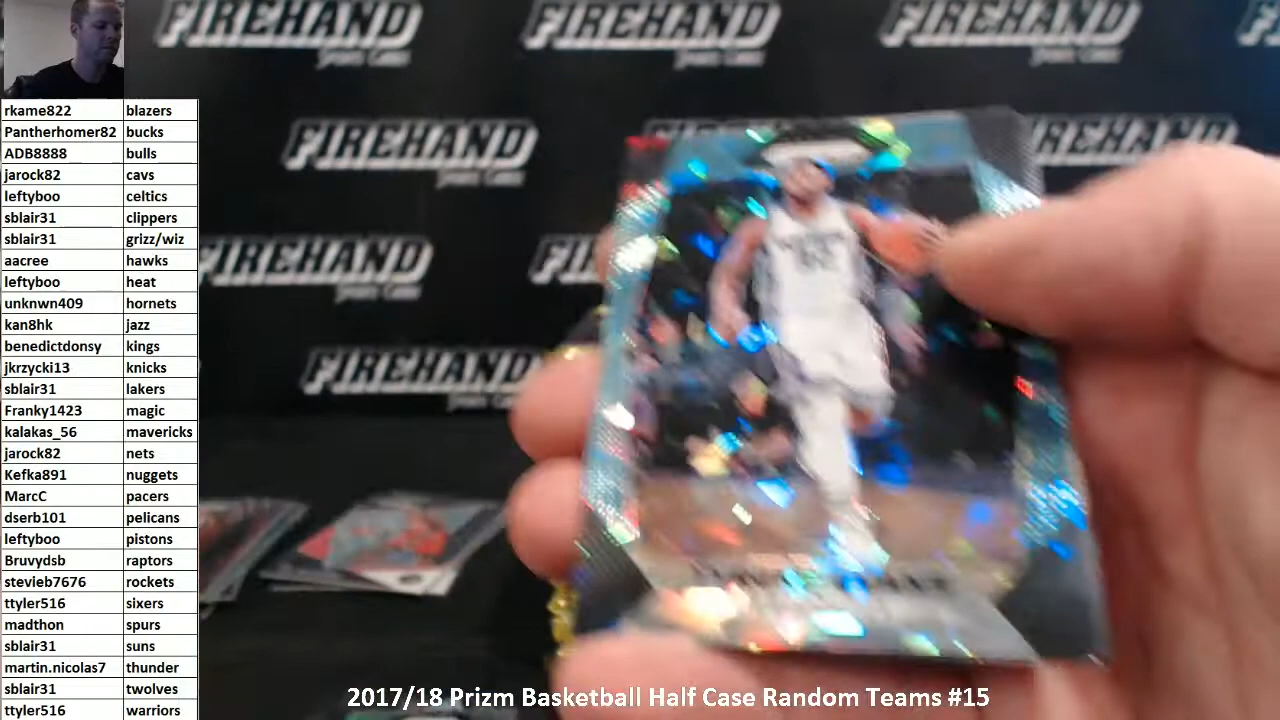 FIREHAND
FIREHAND
FIREHAND
FIREHAND
FIREHAND
FIREHAND
rkame822 blazers
Pantherhomer82 bucks
ADB8888 bulls
jarock82 cavs
leftyboo celtics
sblair31 clippers
sblair31 grizz/wiz
aacree hawks
leftyboo heat
unknwn409 hornets
kan8hk jazz
benedictdonsy kings
jkrzycki13 knicks
sblair31 lakers
Franky1423 magic
kalakas_56 mavericks
jarock82 nets
Kefka891 nuggets
MarcC pacers
dserb101 pelicans
leftyboo pistons
Bruvydsb raptors
stevieb7676 rockets
ttyler516 sixers
madthon spurs
sblair31 suns
martin.nicolas7 thunder
sblair31 twolves
ttyler516 warriors
2017/18 Prizm Basketball Half Case Random Teams #15